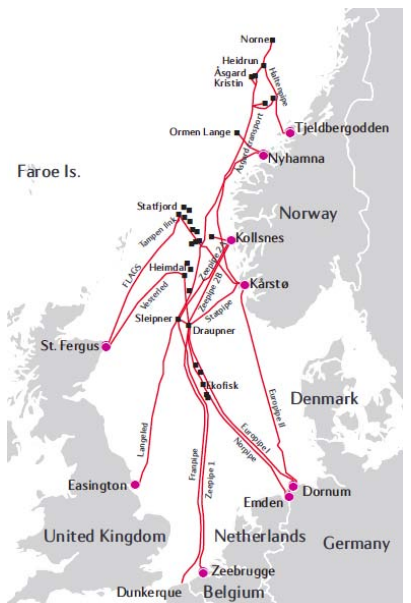 Norne
Heidrun
Åsgard
Kristin
Haltenpipe
Ormen Lange
Tjeldbergodden
Åsgard transport
Nyhamna
Faroe Is.
Statfjord
Norway
Tampen link
Kollsnes
FLAGS
Heimdal
Zeepipe 2A
Vesterled
Zeepipe 2B
Kårstø
Statpipe
Sleipner
Draupner
St. Fergus
Ekofisk
Europipe II
Denmark
Langeled
Europipe I
Norpipe
Franpipe
Zeepipe 1
Easington
Dornum
Emden
United Kingdom
Netherlands
Germany
Zeebrugge
Dunkerque
Belgium